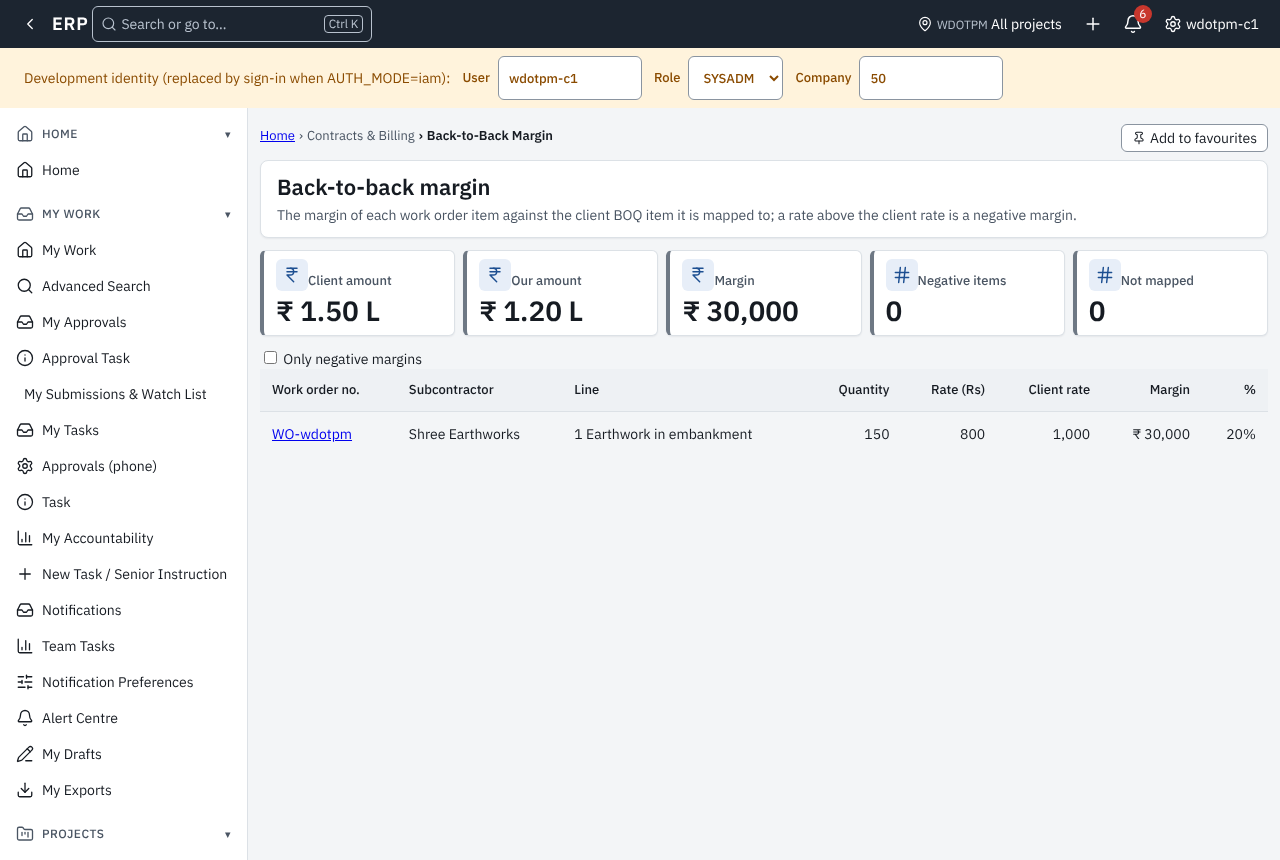 ERP Search or go to... Ctrl K WDOTPM All projects 6 wdotpm-c1
Development identity (replaced by sign-in when AUTH_MODE=iam): User wdotpm-c1 Role SYSADM Company 50
HOME
Home
MY WORK
My Work
Advanced Search
My Approvals
Approval Task
My Submissions & Watch List
My Tasks
Approvals (phone)
Task
My Accountability
New Task / Senior Instruction
Notifications
Team Tasks
Notification Preferences
Alert Centre
My Drafts
My Exports
PROJECTS
Home › Contracts & Billing › Back-to-Back Margin
Add to favourites
Back-to-back margin
The margin of each work order item against the client BOQ item it is mapped to; a rate above the client rate is a negative margin.
₹ Client amount
₹ 1.50 L
₹ Our amount
₹ 1.20 L
₹ Margin
₹ 30,000
# Negative items
0
# Not mapped
0
Only negative margins
Work order no. Subcontractor Line Quantity Rate (Rs) Client rate Margin %
WO-wdotpm Shree Earthworks 1 Earthwork in embankment 150 800 1,000 ₹ 30,000 20%